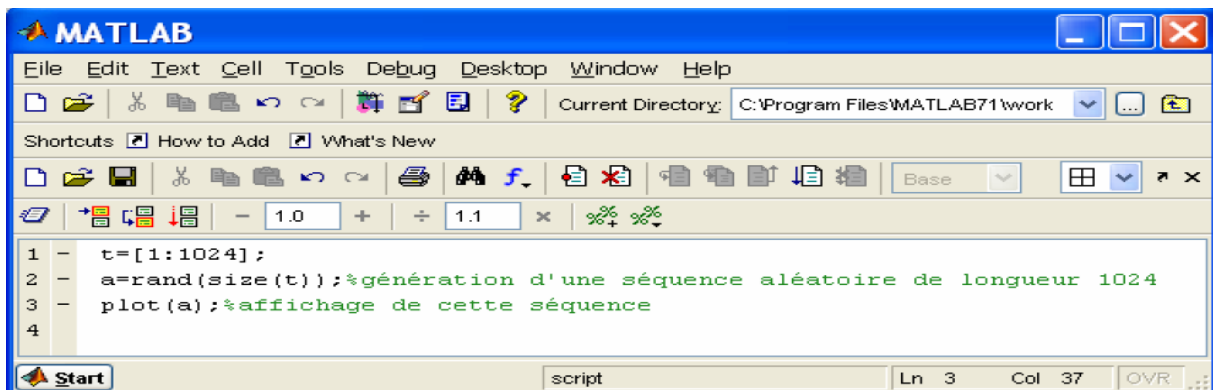 MATLAB
File Edit Text Cell Tools Debug Desktop Window Help
Current Directory: C:\Program Files\MATLAB71\work ...
Shortcuts How to Add What's New
Base
1.0 1.1
1 t=[1:1024];
2 a=rand(size(t));%génération d'une séquence aléatoire de longueur 1024
3 plot(a);%affichage de cette séquence
4
Start script Ln 3 Col 37 OVR